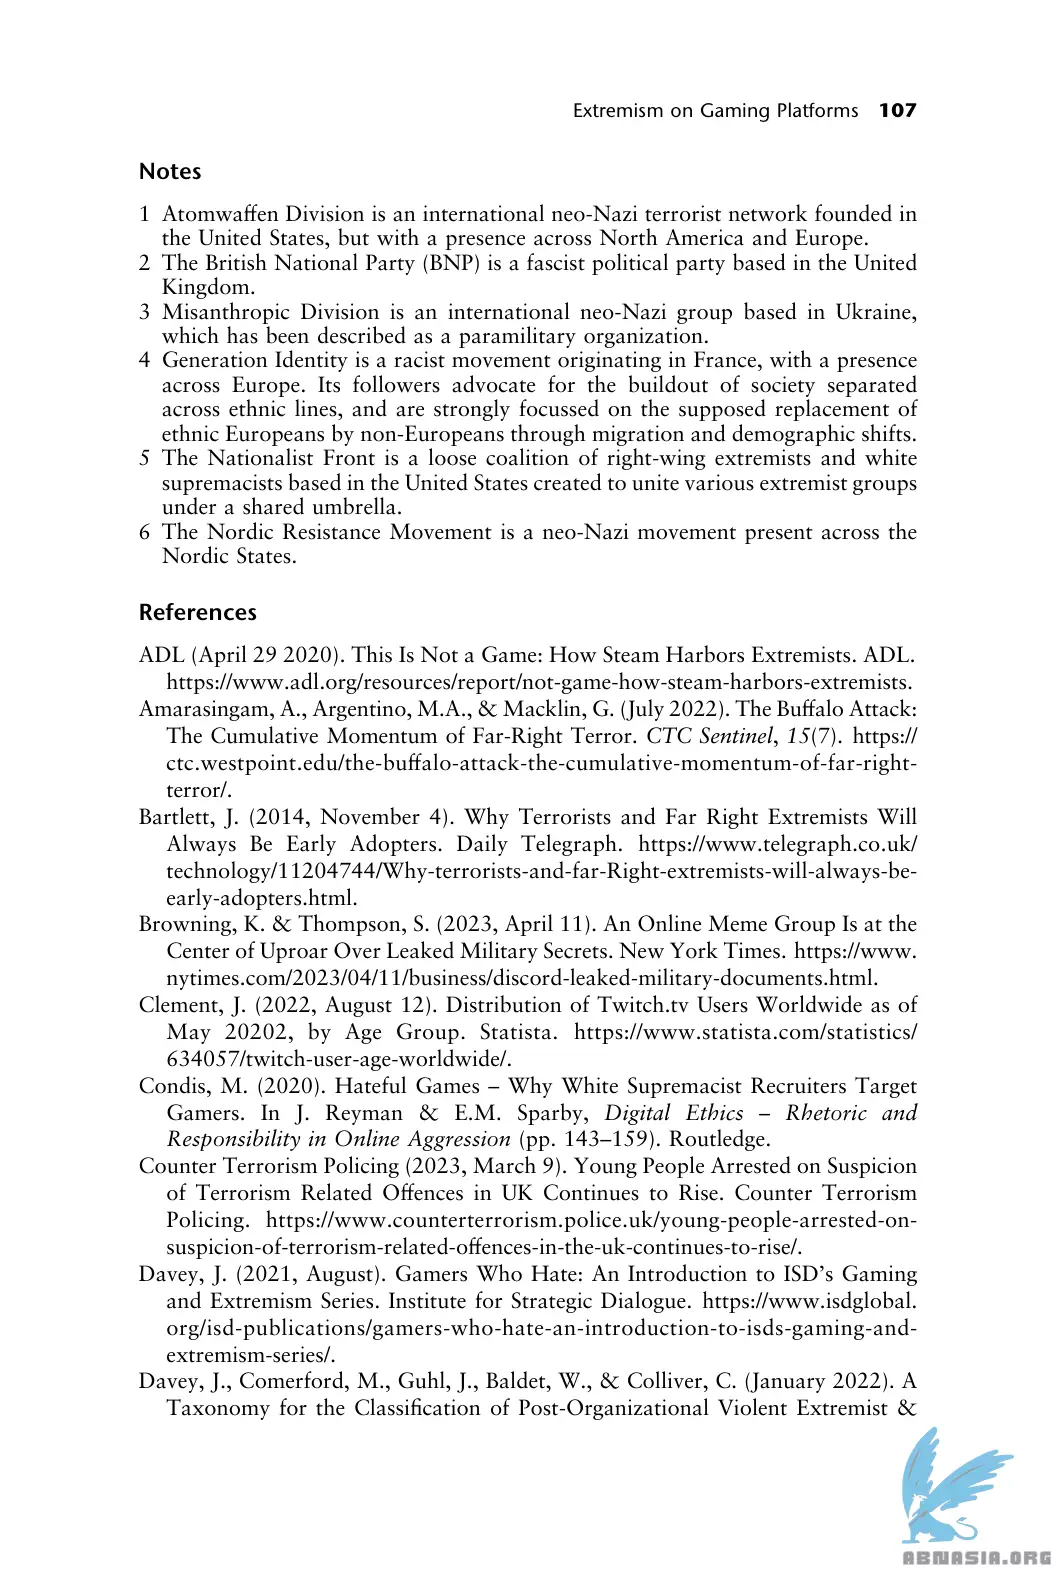 Extremism on Gaming Platforms 107
Notes
1 Atomwaffen Division is an international neo-Nazi terrorist network founded in
the United States, but with a presence across North America and Europe.
2 The British National Party (BNP) is a fascist political party based in the United
Kingdom.
3 Misanthropic Division is an international neo-Nazi group based in Ukraine,
which has been described as a paramilitary organization.
4 Generation Identity is a racist movement originating in France, with a presence
across Europe. Its followers advocate for the buildout of society separated
across ethnic lines, and are strongly focussed on the supposed replacement of
ethnic Europeans by non-Europeans through migration and demographic shifts.
5 The Nationalist Front is a loose coalition of right-wing extremists and white
supremacists based in the United States created to unite various extremist groups
under a shared umbrella.
6 The Nordic Resistance Movement is a neo-Nazi movement present across the
Nordic States.
References
ADL (April 29 2020). This Is Not a Game: How Steam Harbors Extremists. ADL.
https://www.adl.org/resources/report/not-game-how-steam-harbors-extremists.
Amarasingam, A., Argentino, M.A., & Macklin, G. (July 2022). The Buffalo Attack:
The Cumulative Momentum of Far-Right Terror. CTC Sentinel, 15(7). https://
ctc.westpoint.edu/the-buffalo-attack-the-cumulative-momentum-of-far-right-
terror/.
Bartlett, J. (2014, November 4). Why Terrorists and Far Right Extremists Will
Always Be Early Adopters. Daily Telegraph. https://www.telegraph.co.uk/
technology/11204744/Why-terrorists-and-far-Right-extremists-will-always-be-
early-adopters.html.
Browning, K. & Thompson, S. (2023, April 11). An Online Meme Group Is at the
Center of Uproar Over Leaked Military Secrets. New York Times. https://www.
nytimes.com/2023/04/11/business/discord-leaked-military-documents.html.
Clement, J. (2022, August 12). Distribution of Twitch.tv Users Worldwide as of
May 20202, by Age Group. Statista. https://www.statista.com/statistics/
634057/twitch-user-age-worldwide/.
Condis, M. (2020). Hateful Games – Why White Supremacist Recruiters Target
Gamers. In J. Reyman & E.M. Sparby, Digital Ethics – Rhetoric and
Responsibility in Online Aggression (pp. 143–159). Routledge.
Counter Terrorism Policing (2023, March 9). Young People Arrested on Suspicion
of Terrorism Related Offences in UK Continues to Rise. Counter Terrorism
Policing. https://www.counterterrorism.police.uk/young-people-arrested-on-
suspicion-of-terrorism-related-offences-in-the-uk-continues-to-rise/.
Davey, J. (2021, August). Gamers Who Hate: An Introduction to ISD’s Gaming
and Extremism Series. Institute for Strategic Dialogue. https://www.isdglobal.
org/isd-publications/gamers-who-hate-an-introduction-to-isds-gaming-and-
extremism-series/.
Davey, J., Comerford, M., Guhl, J., Baldet, W., & Colliver, C. (January 2022). A
Taxonomy for the Classification of Post-Organizational Violent Extremist &
ABNASIA.ORG